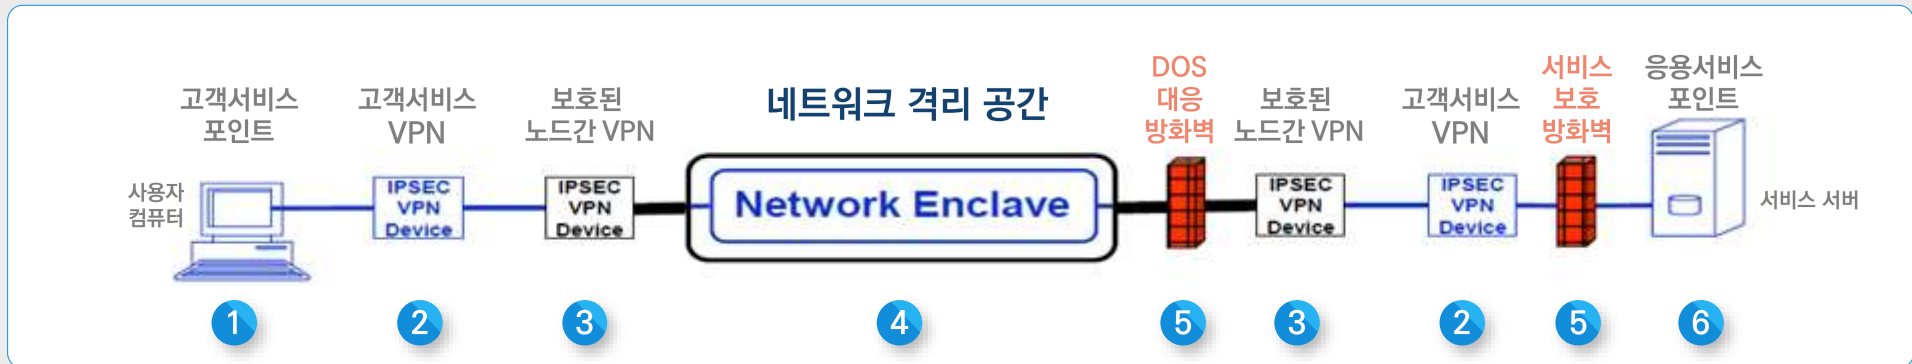 고객서비스
포인트
고객서비스
VPN
보호된
노드간 VPN
네트워크 격리 공간
DOS
대응
방화벽
보호된
노드간 VPN
고객서비스
VPN
서비스
보호
방화벽
응용서비스
포인트
사용자
컴퓨터
IPSEC
VPN
Device
IPSEC
VPN
Device
Network Enclave
IPSEC
VPN
Device
IPSEC
VPN
Device
서비스 서버
1
2
3
4
5
3
2
5
6